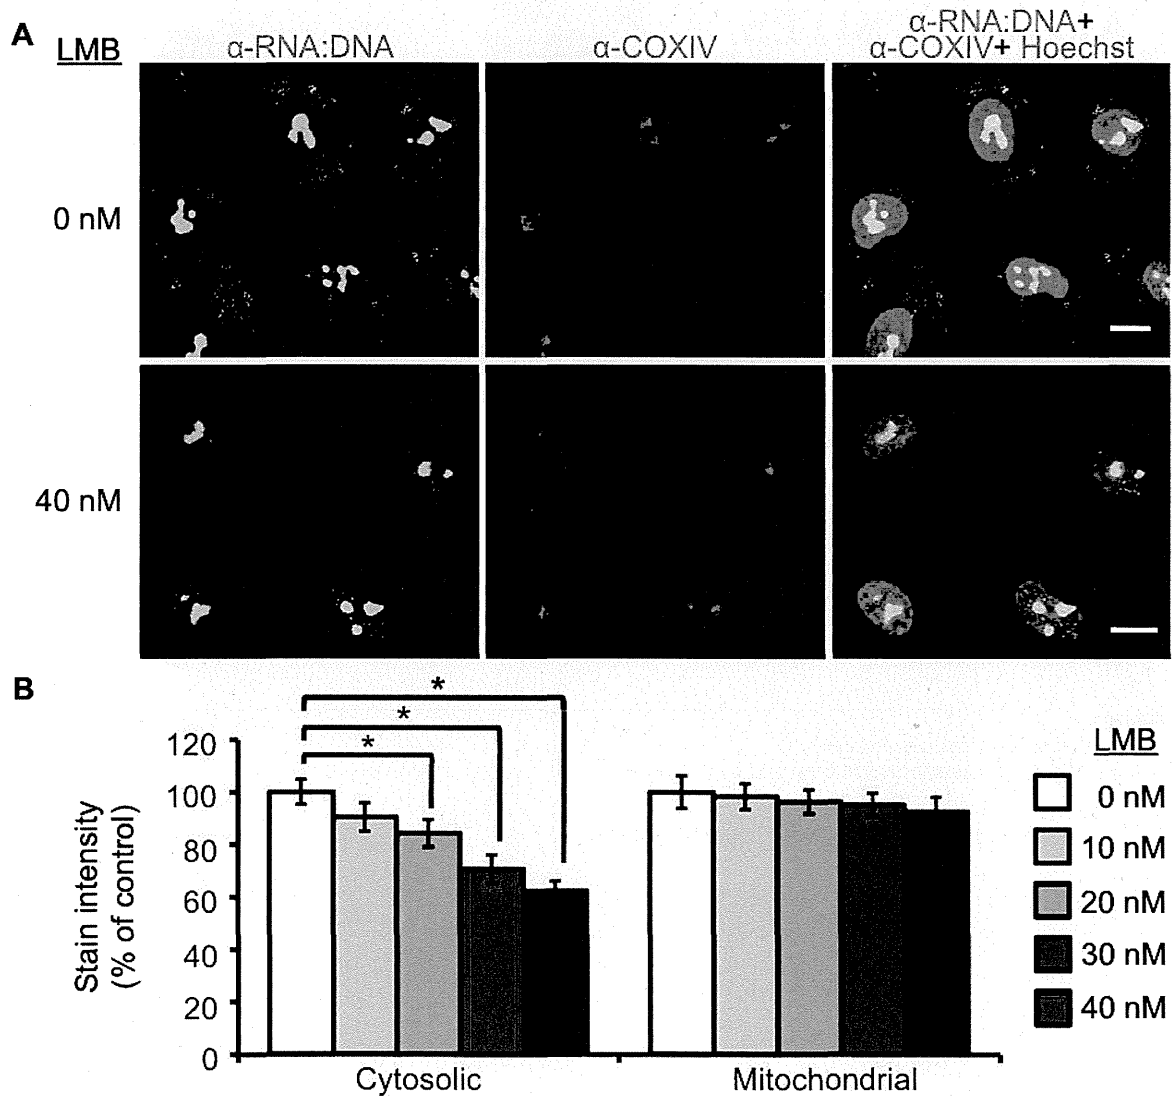 A
LMB
α-RNA:DNA
α-COXIV
α-RNA:DNA+
α-COXIV+ Hoechst
0 nM
40 nM
B
*
*
*
Stain intensity
(% of control)
120
100
80
60
40
20
0
Cytosolic
Mitochondrial
LMB
0 nM
10 nM
20 nM
30 nM
40 nM